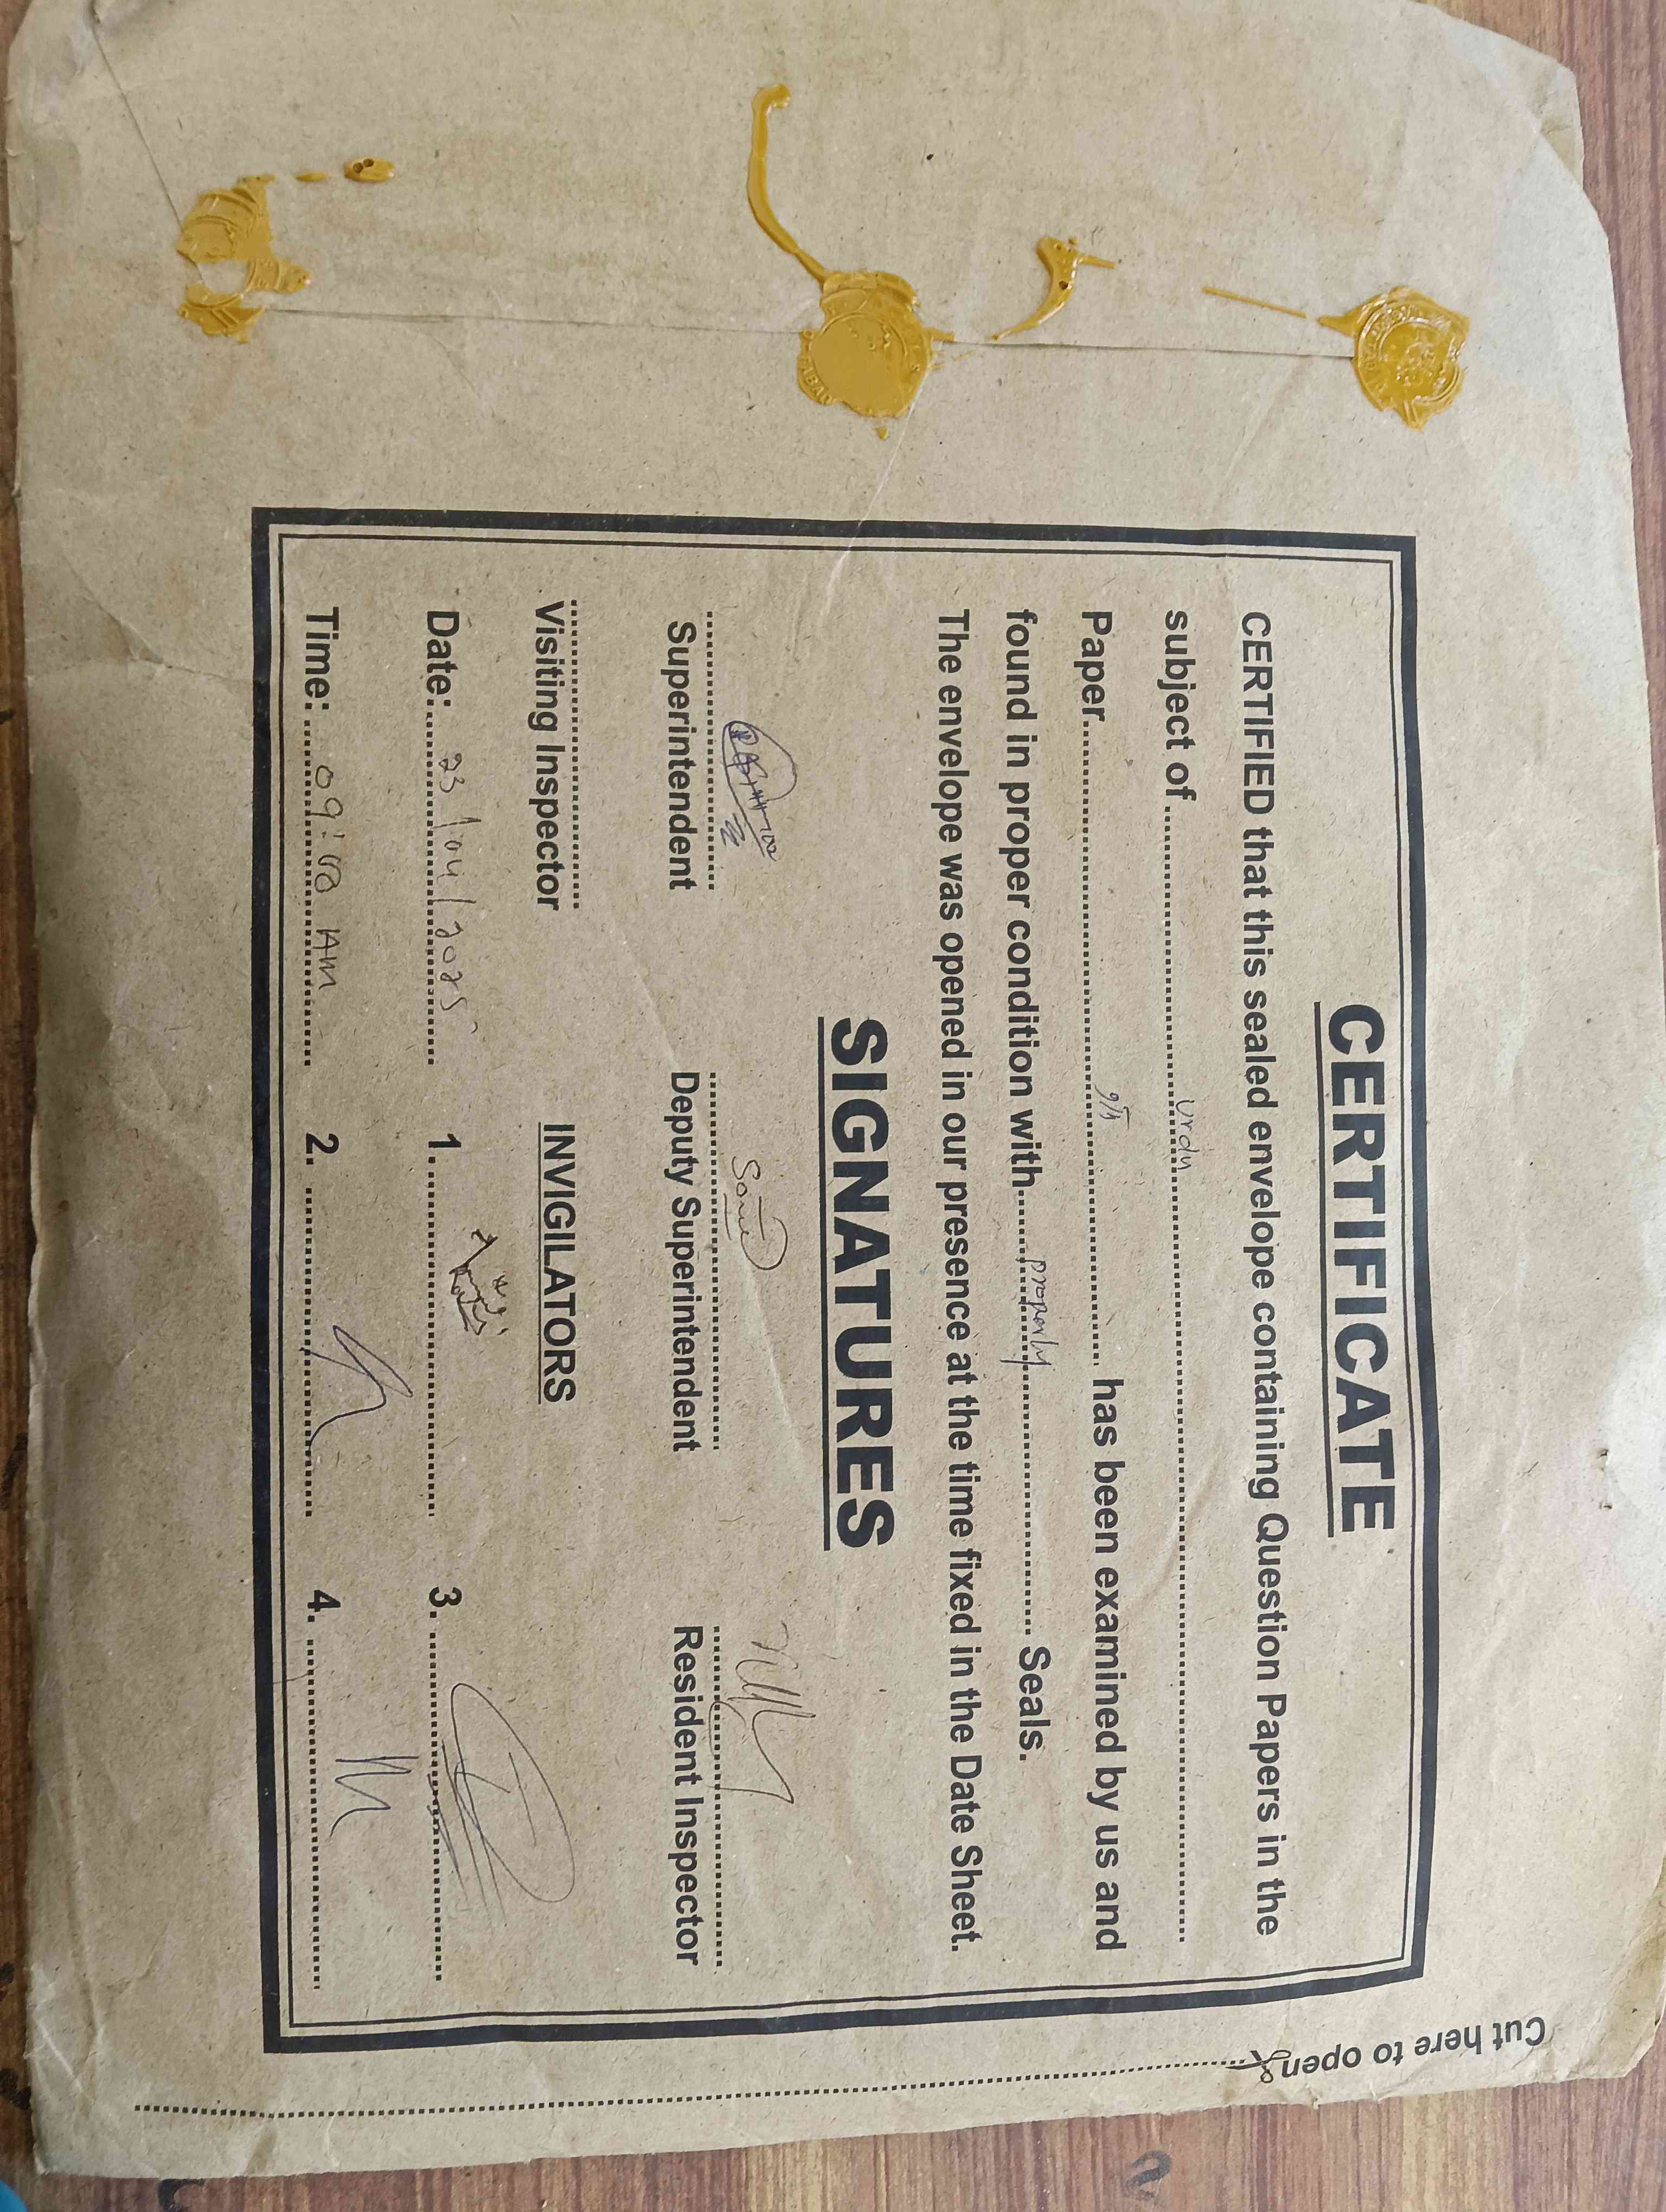 CERTIFICATE
CERTIFIED that this sealed envelope containing Question Papers in the
subject of ........ Urdu ........
Paper ........ 9th ........ has been examined by us and
found in proper condition with ........ properly ........ Seals.
The envelope was opened in our presence at the time fixed in the Date Sheet.
SIGNATURES
Superintendent Deputy Superintendent Resident Inspector
Visiting Inspector INVIGILATORS
Date: 23/04/2025 1. ........ 3. ........
Time: 09:00 AM 2. ........ 4. ........
Cut here to open